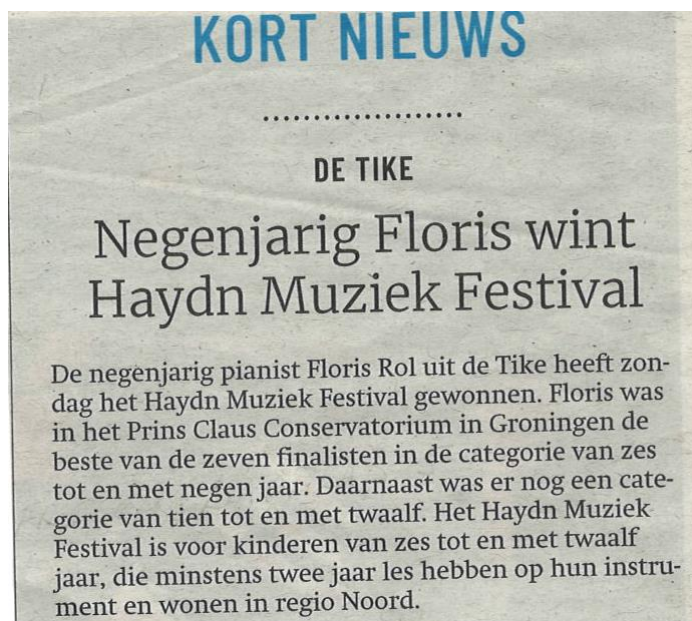 KORT NIEUWS
DE TIKE
Negenjarig Floris wint
Haydn Muziek Festival
De negenjarig pianist Floris Rol uit de Tike heeft zon-
dag het Haydn Muziek Festival gewonnen. Floris was
in het Prins Claus Conservatorium in Groningen de
beste van de zeven finalisten in de categorie van zes
tot en met negen jaar. Daarnaast was er nog een cate-
gorie van tien tot en met twaalf. Het Haydn Muziek
Festival is voor kinderen van zes tot en met twaalf
jaar, die minstens twee jaar les hebben op hun instru-
ment en wonen in regio Noord.